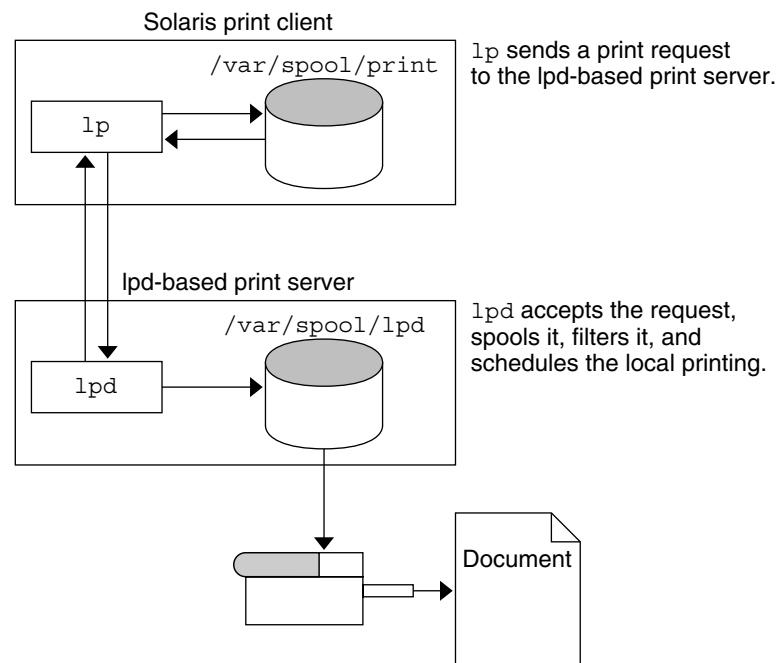 Solaris print client
/var/spool/print
lp
lp sends a print request
to the lpd-based print server.
lpd-based print server
/var/spool/lpd
lpd
lpd accepts the request,
spools it, filters it, and
schedules the local printing.
Document